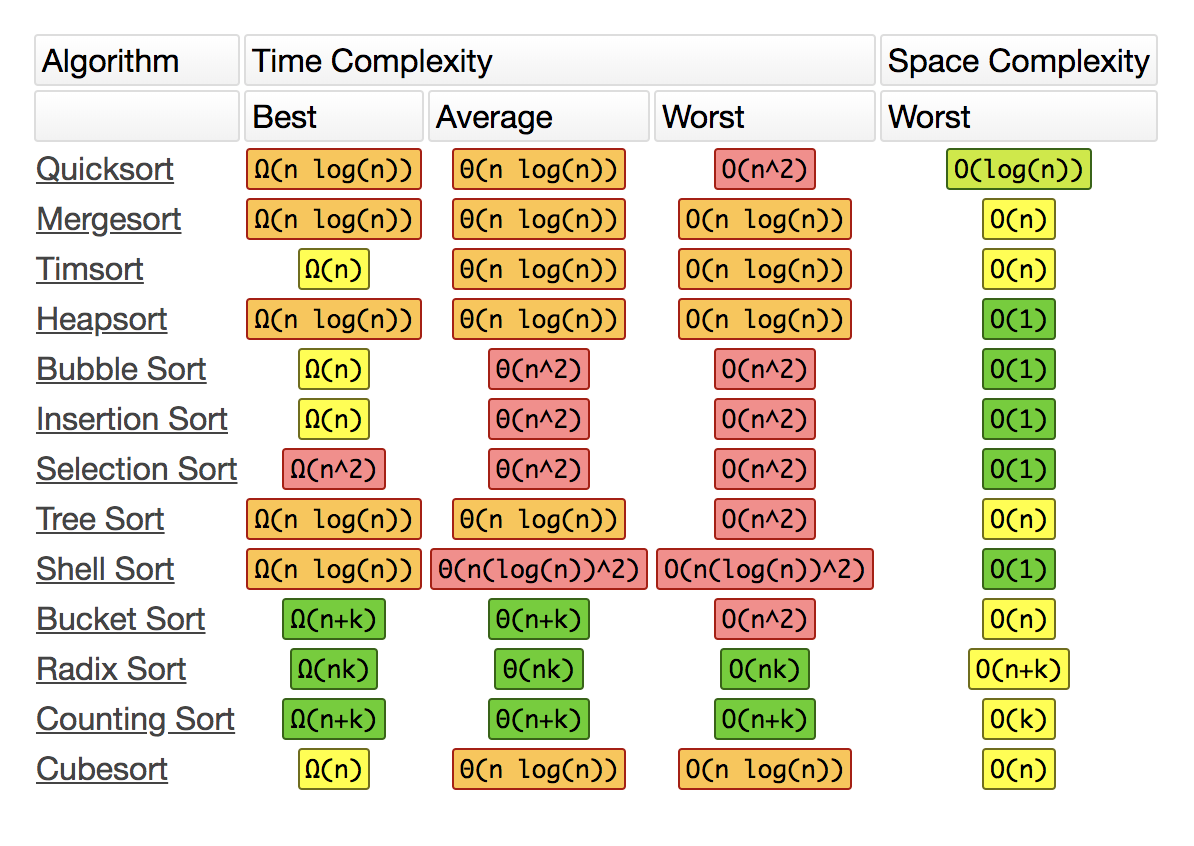 Algorithm Time Complexity Space Complexity
Best Average Worst Worst
Quicksort Ω(n log(n)) Θ(n log(n)) O(n^2) O(log(n))
Mergesort Ω(n log(n)) Θ(n log(n)) O(n log(n)) O(n)
Timsort Ω(n) Θ(n log(n)) O(n log(n)) O(n)
Heapsort Ω(n log(n)) Θ(n log(n)) O(n log(n)) O(1)
Bubble Sort Ω(n) Θ(n^2) O(n^2) O(1)
Insertion Sort Ω(n) Θ(n^2) O(n^2) O(1)
Selection Sort Ω(n^2) Θ(n^2) O(n^2) O(1)
Tree Sort Ω(n log(n)) Θ(n log(n)) O(n^2) O(n)
Shell Sort Ω(n log(n)) Θ(n(log(n))^2) O(n(log(n))^2) O(1)
Bucket Sort Ω(n+k) Θ(n+k) O(n^2) O(n)
Radix Sort Ω(nk) Θ(nk) O(nk) O(n+k)
Counting Sort Ω(n+k) Θ(n+k) O(n+k) O(k)
Cubesort Ω(n) Θ(n log(n)) O(n log(n)) O(n)